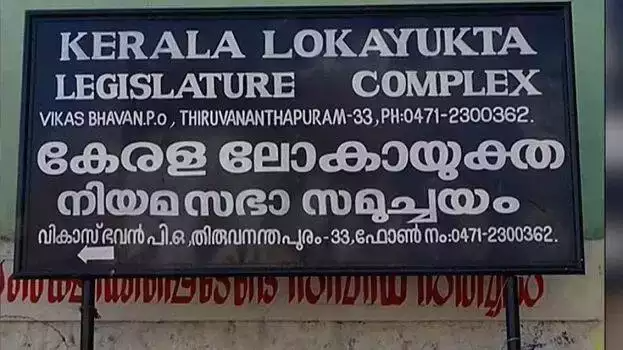 KERALA LOKAYUKTA
LEGISLATURE COMPLEX
VIKAS BHAVAN.P.o, THIRUVANANTHAPURAM-33, PH:0471-2300362.
കേരള ലോകായുക്ത
നിയമസഭാ സമുച്ചയം
വികാസ് ഭവൻ പി.ഒ, തിരുവനന്തപുരം-33, ഫോൺ നം:0471-2300362.